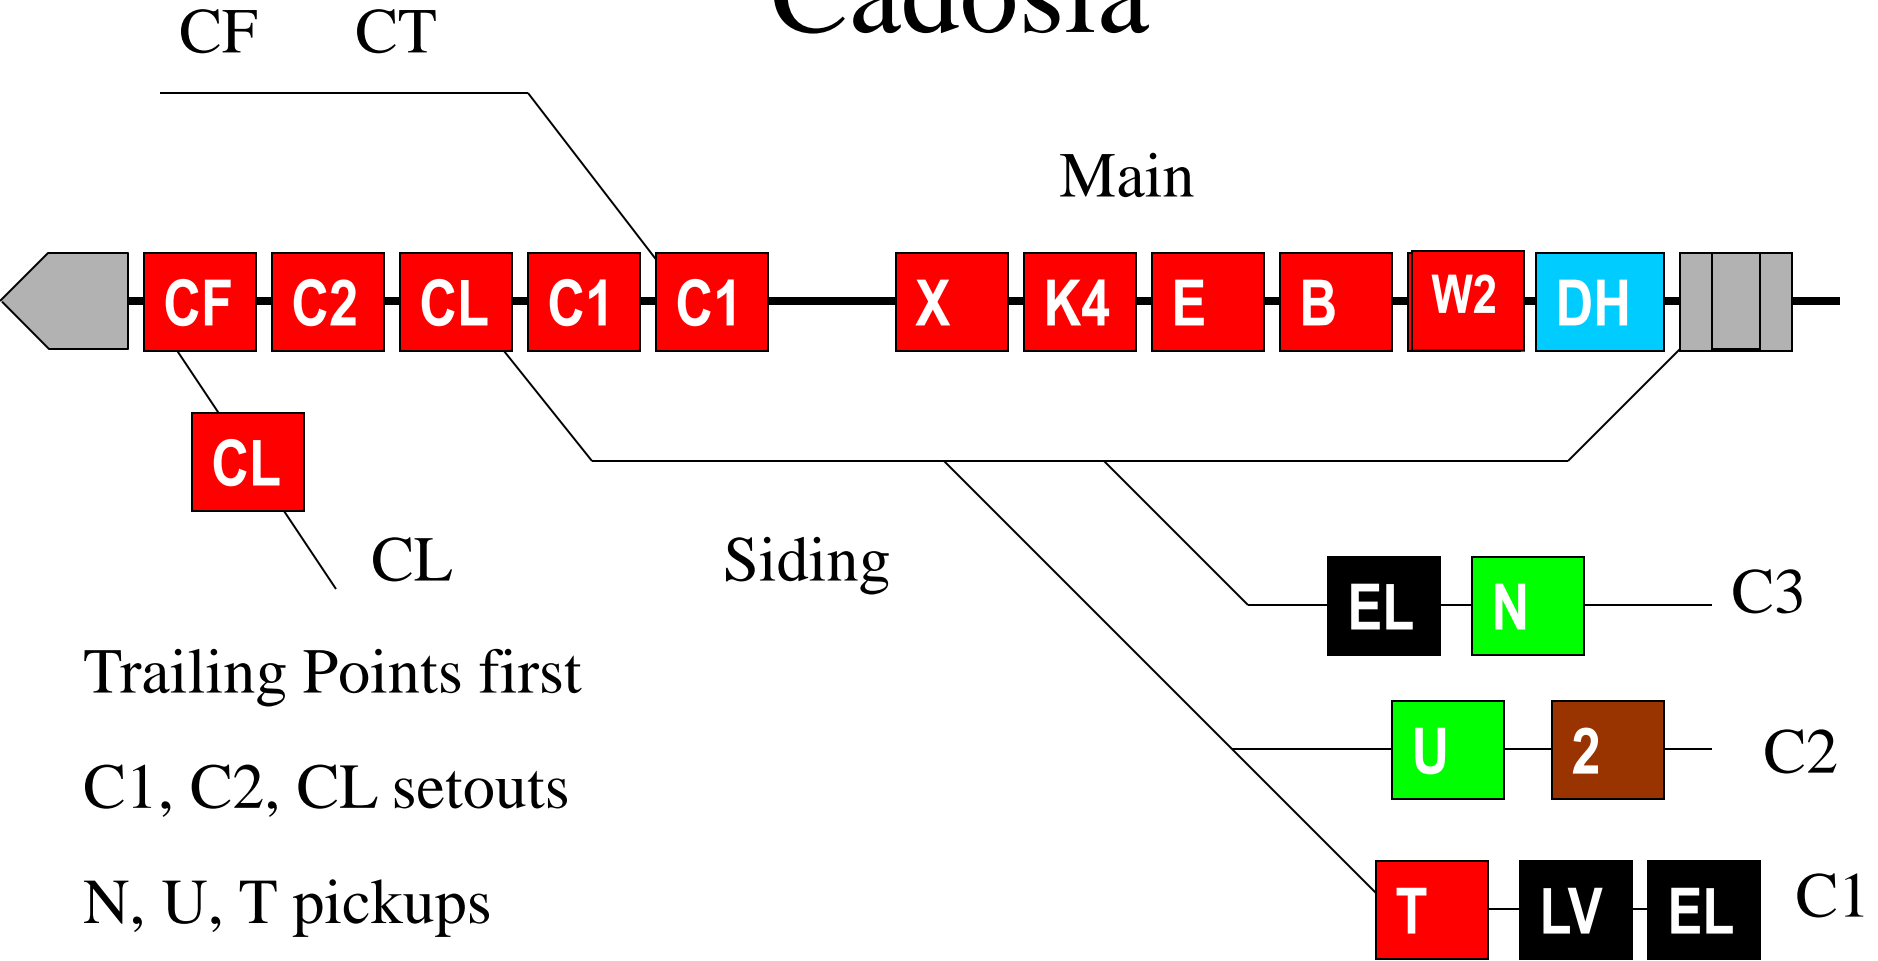 Cadosia
CF CT
Main
CF C2 CL C1 C1 X K4 E B W2 DH
CL
CL Siding
EL N C3
Trailing Points first
U 2 C2
C1, C2, CL setouts
T LV EL C1
N, U, T pickups